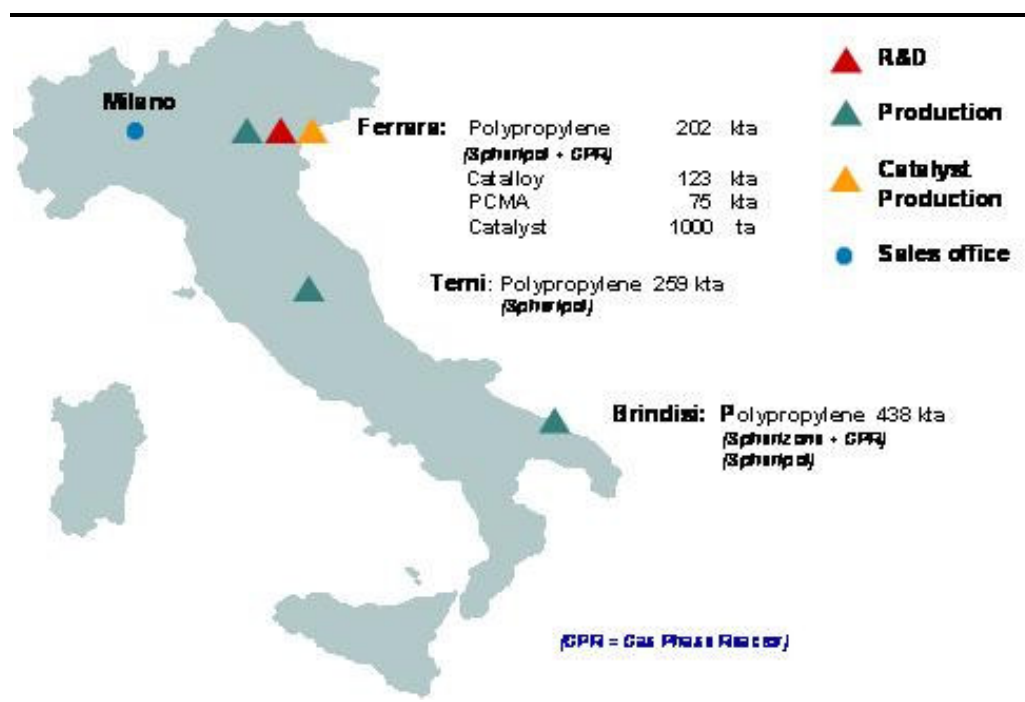 Milano
Ferrara: Polypropylene 202 kta
(Spheripol + GPR)
Catalloy 123 kta
PCMA 75 kta
Catalyst 1000 ta
Terni: Polypropylene 259 kta
(Spheripol)
Brindisi: Polypropylene 438 kta
(Spherizone + GPR)
(Spheripol)
(GPR = Gas Phase Reactor)
R&D
Production
Catalyst
Production
Sales office